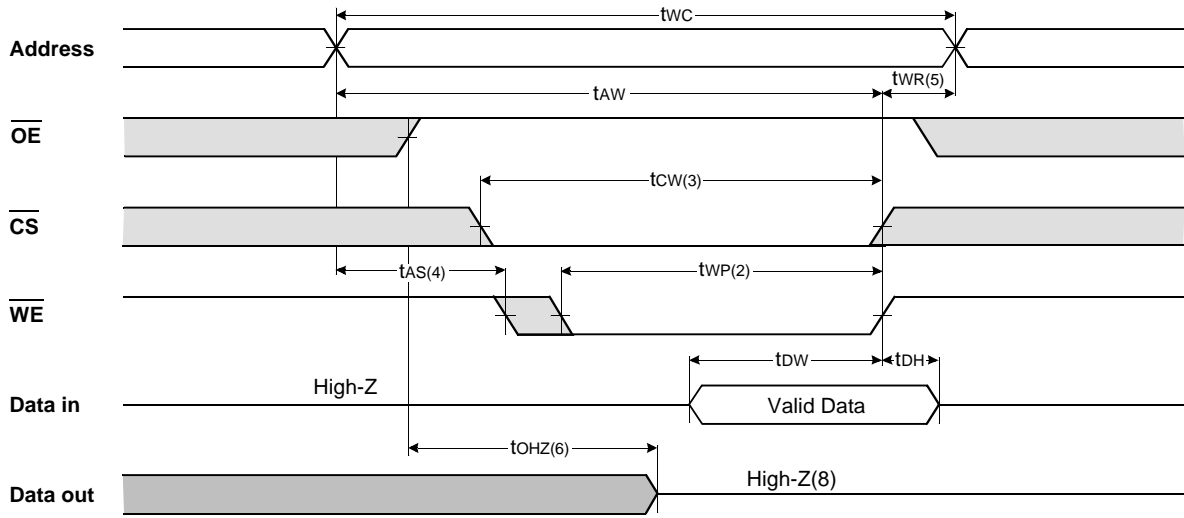 tWC
Address
tWR(5)
tAW
OE
tCW(3)
CS
tAS(4)
tWP(2)
WE
tDW
tDH
High-Z
Data in
Valid Data
tOHZ(6)
High-Z(8)
Data out